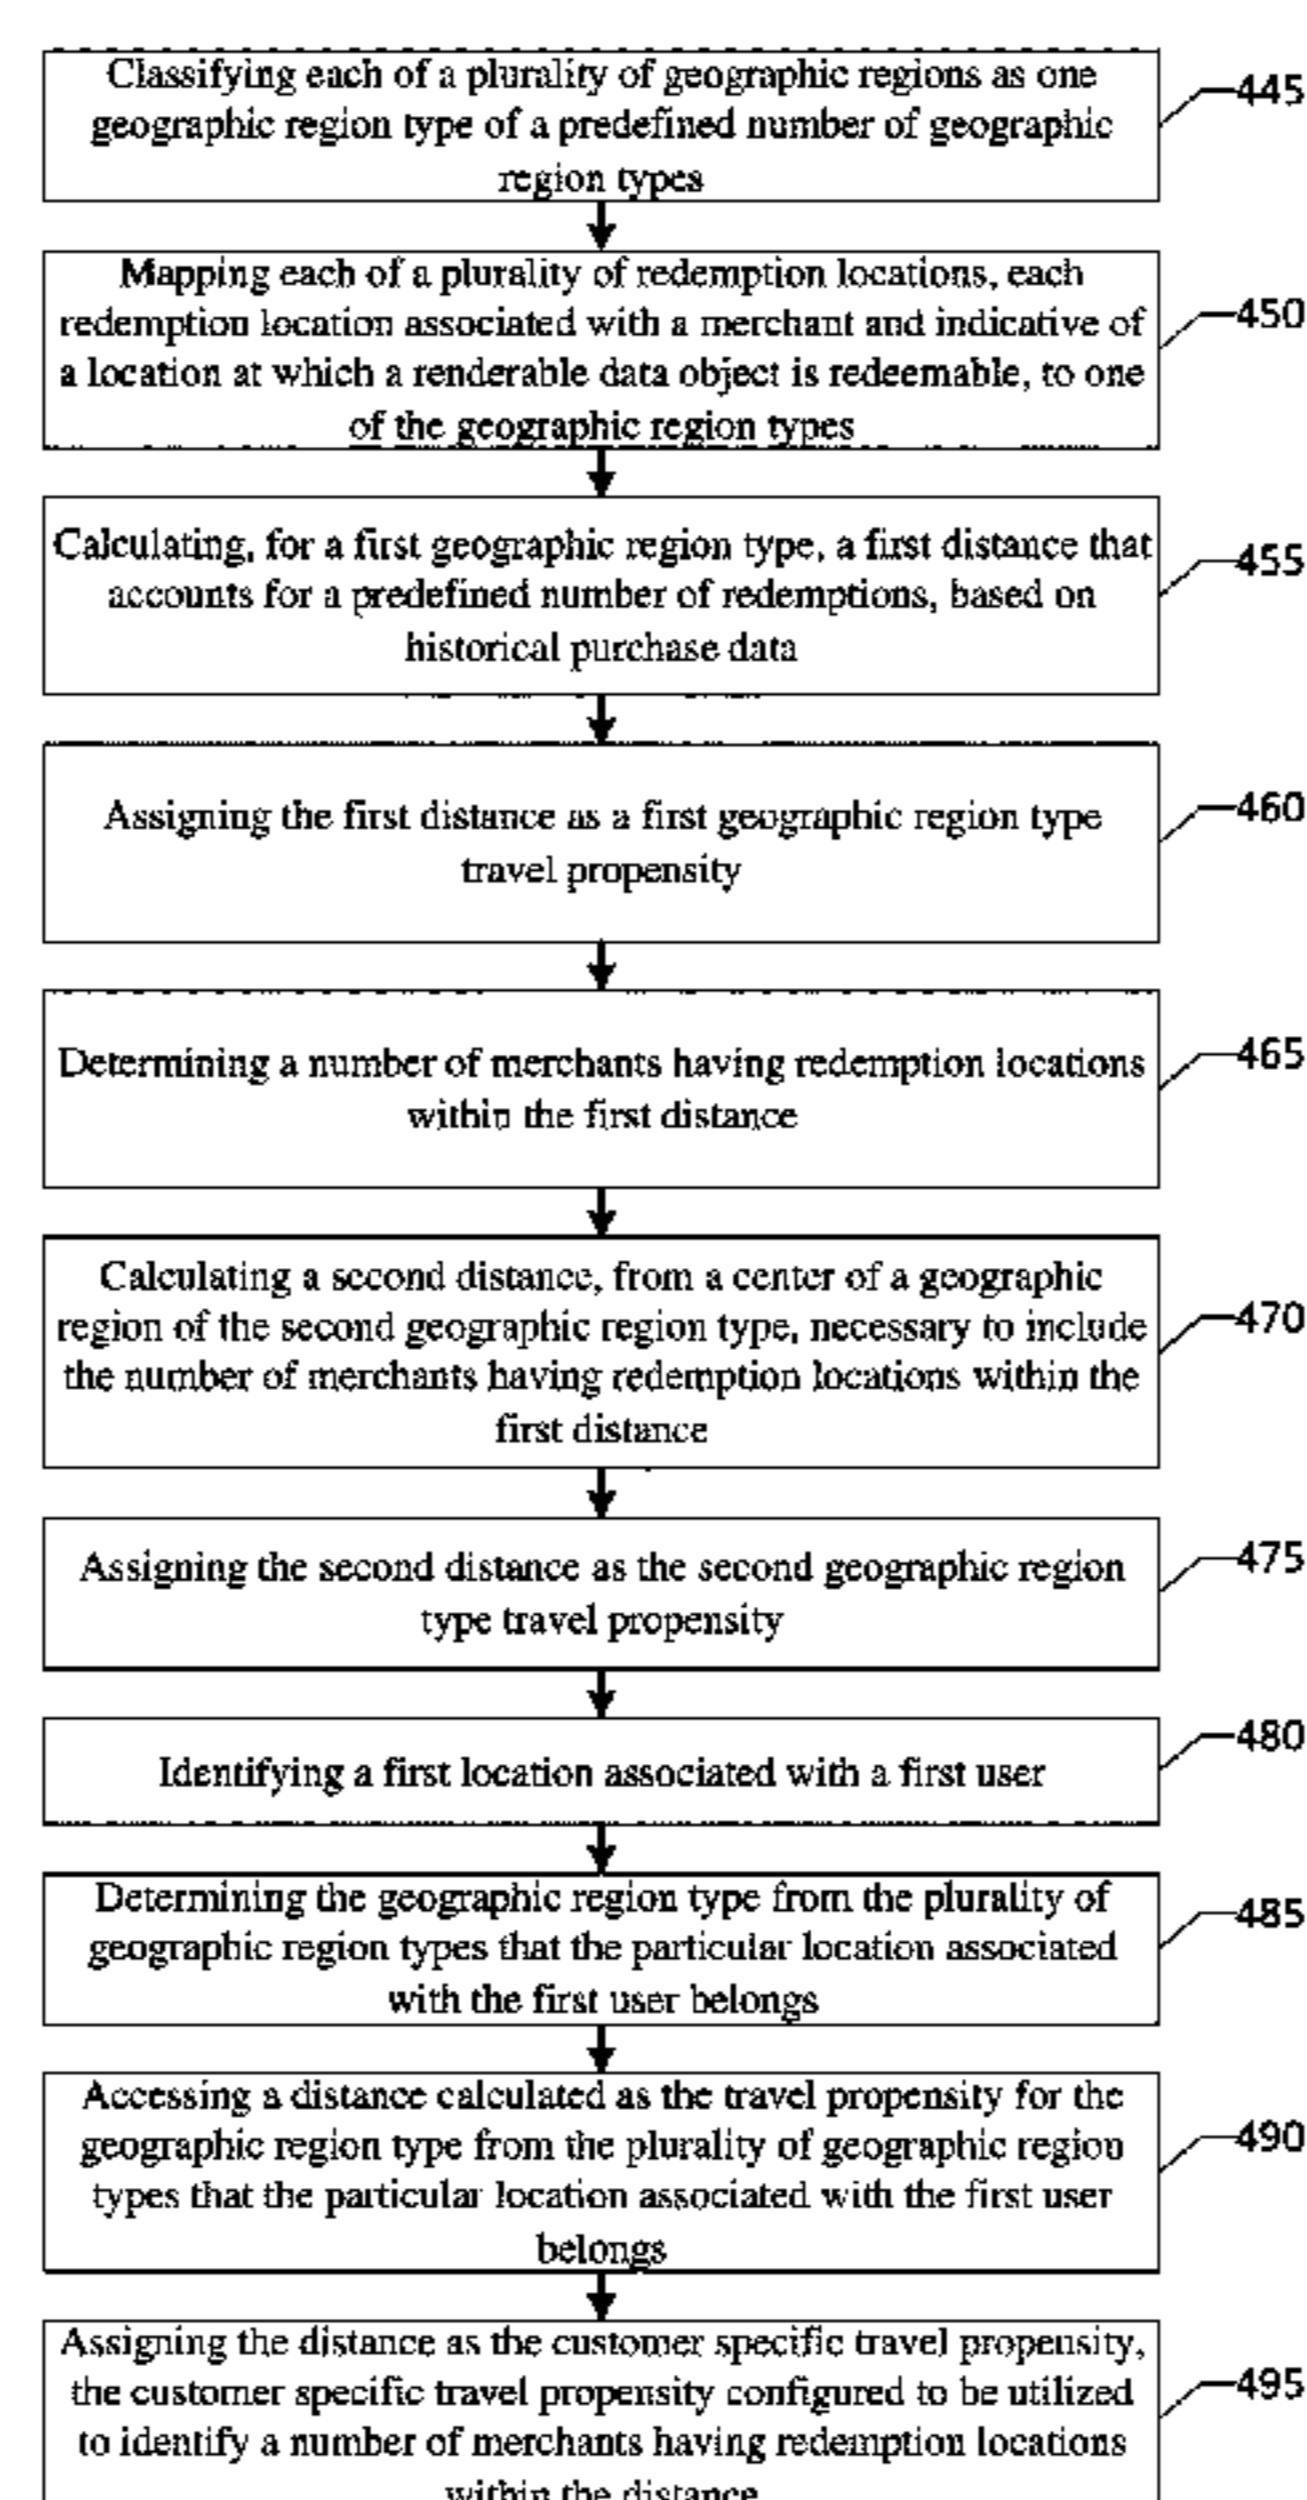 Classifying each of a plurality of geographic regions as one
geographic region type of a predefined number of geographic
region types
445
Mapping each of a plurality of redemption locations, each
redemption location associated with a merchant and indicative of
a location at which a renderable data object is redeemable, to one
of the geographic region types
450
Calculating, for a first geographic region type, a first distance that
accounts for a predefined number of redemptions, based on
historical purchase data
455
Assigning the first distance as a first geographic region type
travel propensity
460
Determining a number of merchants having redemption locations
within the first distance
465
Calculating a second distance, from a center of a geographic
region of the second geographic region type, necessary to include
the number of merchants having redemption locations within the
first distance
470
Assigning the second distance as the second geographic region
type travel propensity
475
Identifying a first location associated with a first user
480
Determining the geographic region type from the plurality of
geographic region types that the particular location associated
with the first user belongs
485
Accessing a distance calculated as the travel propensity for the
geographic region type from the plurality of geographic region
types that the particular location associated with the first user
belongs
490
Assigning the distance as the customer specific travel propensity,
the customer specific travel propensity configured to be utilized
to identify a number of merchants having redemption locations
within the distance
495